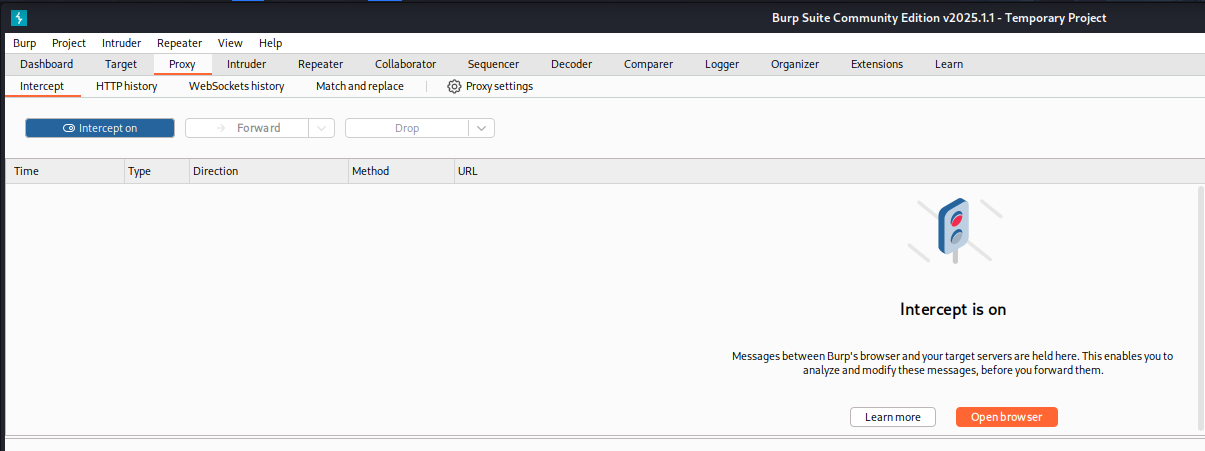 Burp Suite Community Edition v2025.1.1 - Temporary Project
Burp Project Intruder Repeater View Help
Dashboard Target Proxy Intruder Repeater Collaborator Sequencer Decoder Comparer Logger Organizer Extensions Learn
Intercept HTTP history WebSockets history Match and replace Proxy settings
Intercept on Forward Drop
Time Type Direction Method URL
Intercept is on
Messages between Burp's browser and your target servers are held here. This enables you to
analyze and modify these messages, before you forward them.
Learn more Open browser